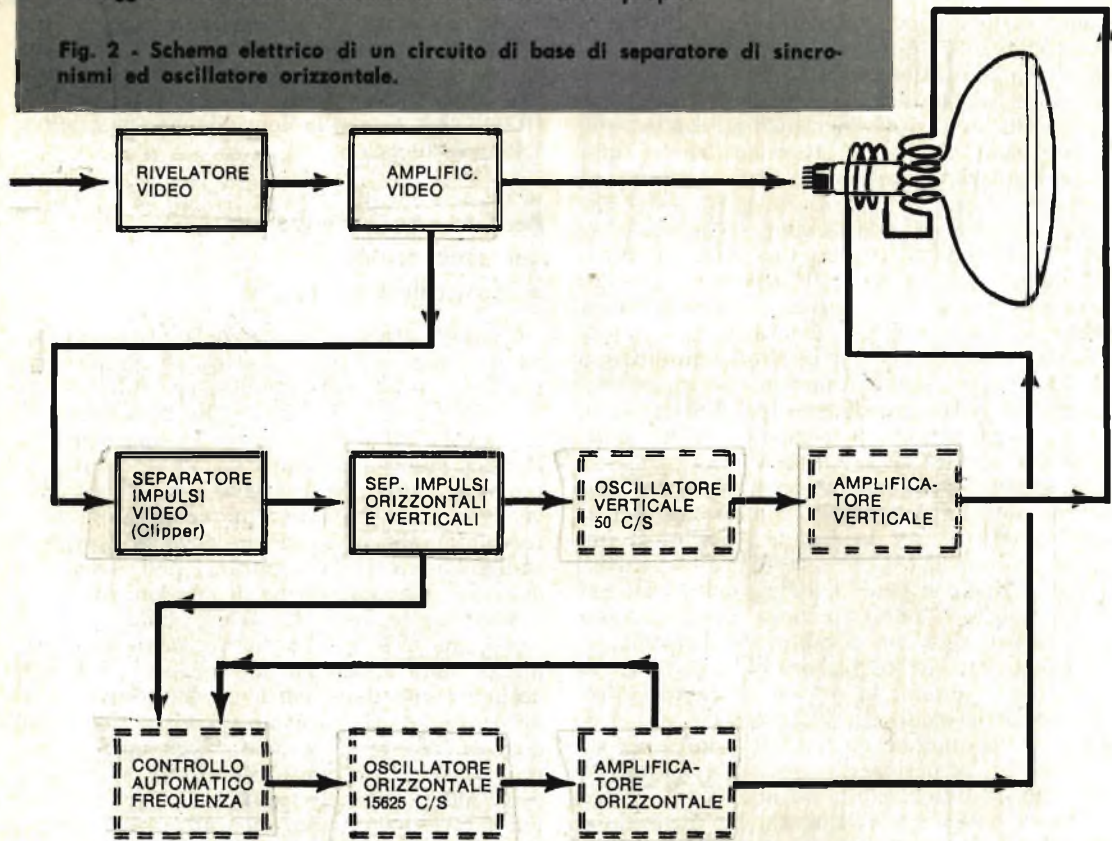 Fig. 2 - Schema elettrico di un circuito di base di separatore di sincro-
nismi ed oscillatore orizzontale.
RIVELATORE
VIDEO
AMPLIFIC.
VIDEO
SEPARATORE
IMPULSI
VIDEO
(Clipper)
SEP. IMPULSI
ORIZZONTALI
E VERTICALI
OSCILLATORE
VERTICALE
50 C/S
AMPLIFICA-
TORE
VERTICALE
CONTROLLO
AUTOMATICO
FREQUENZA
OSCILLATORE
ORIZZONTALE
15625 C/S
AMPLIFICA-
TORE
ORIZZONTALE